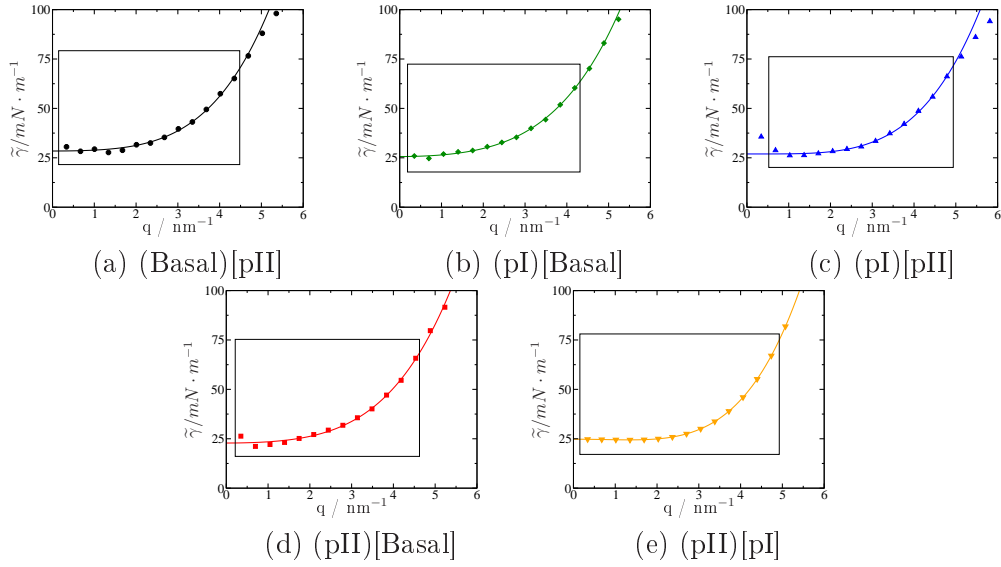 100
75
50
25
0
γ̃/mN · m⁻¹
0 1 2 3 4 5 6
q / nm⁻¹
(a) (Basal)[pII]
100
75
50
25
0
γ̃/mN · m⁻¹
0 1 2 3 4 5 6
q / nm⁻¹
(b) (pI)[Basal]
100
75
50
25
0
γ̃/mN · m⁻¹
0 1 2 3 4 5 6
q / nm⁻¹
(c) (pI)[pII]
100
75
50
25
0
γ̃/mN · m⁻¹
0 1 2 3 4 5 6
q / nm⁻¹
(d) (pII)[Basal]
100
75
50
25
0
γ̃/mN · m⁻¹
0 1 2 3 4 5 6
q / nm⁻¹
(e) (pII)[pI]